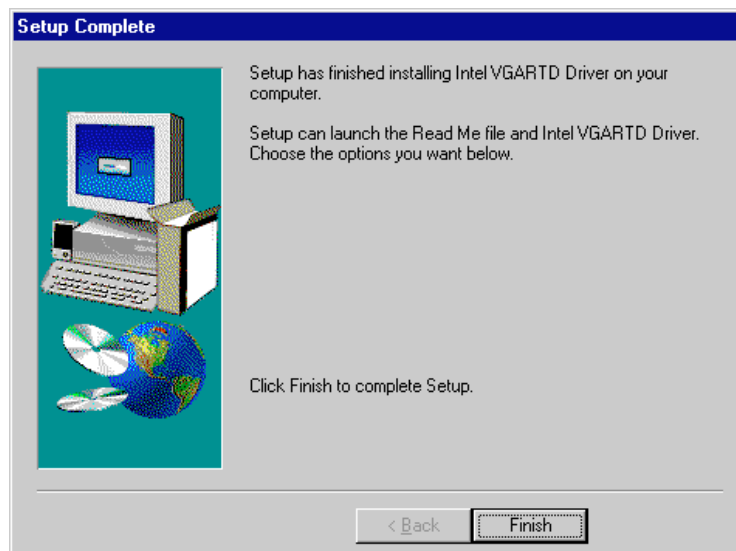 Setup Complete
Setup has finished installing Intel VGARTD Driver on your
computer.
Setup can launch the Read Me file and Intel VGARTD Driver.
Choose the options you want below.
Click Finish to complete Setup.
< Back
Finish